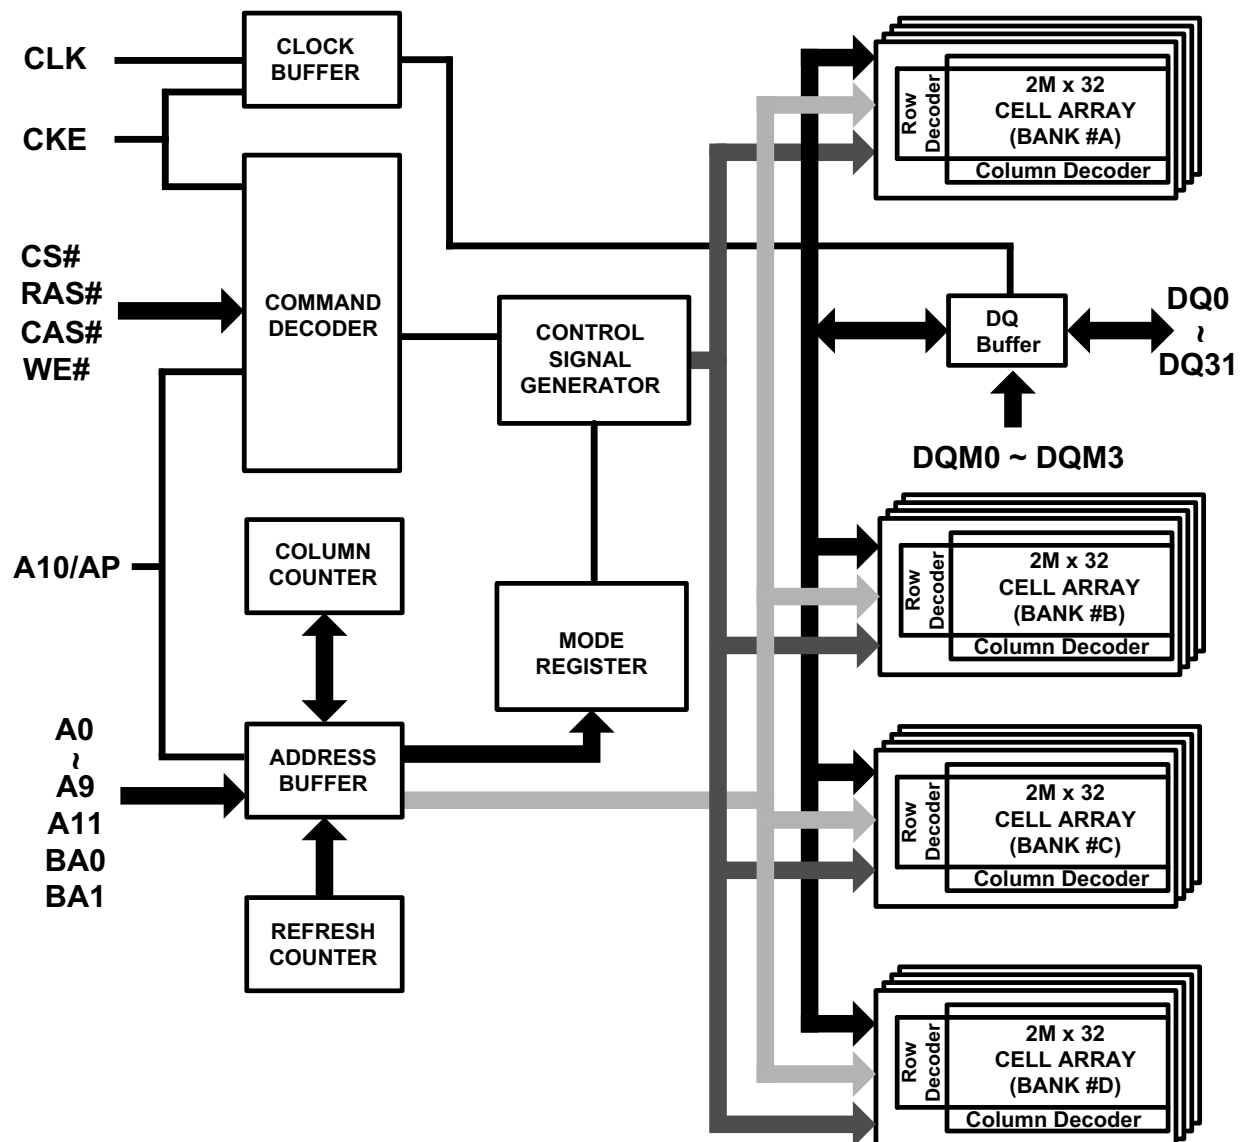 CLK
CKE
CLOCK
BUFFER
CS#
RAS#
CAS#
WE#
COMMAND
DECODER
CONTROL
SIGNAL
GENERATOR
A10/AP
COLUMN
COUNTER
MODE
REGISTER
A0
~
A9
A11
BA0
BA1
ADDRESS
BUFFER
REFRESH
COUNTER
Row
Decoder
2M x 32
CELL ARRAY
(BANK #A)
Column Decoder
DQ
Buffer
DQ0
~
DQ31
DQM0 ~ DQM3
Row
Decoder
2M x 32
CELL ARRAY
(BANK #B)
Column Decoder
Row
Decoder
2M x 32
CELL ARRAY
(BANK #C)
Column Decoder
Row
Decoder
2M x 32
CELL ARRAY
(BANK #D)
Column Decoder